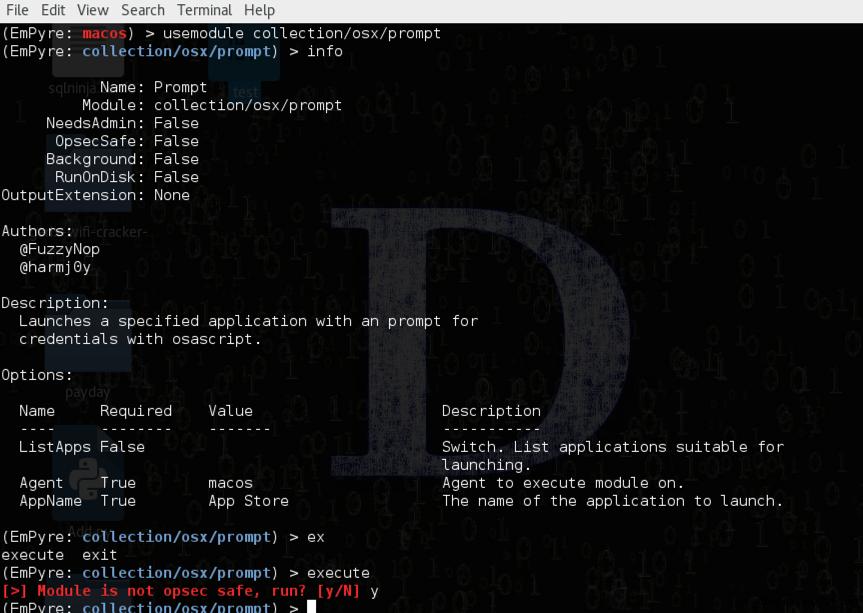 File Edit View Search Terminal Help
(EmPyre: macos) > usemodule collection/osx/prompt
(EmPyre: collection/osx/prompt) > info
sqlninja
test
Name: Prompt
Module: collection/osx/prompt
NeedsAdmin: False
OpsecSafe: False
Background: False
RunOnDisk: False
OutputExtension: None
Authors:
wifi-cracker-
@FuzzyNop
@harmj0y
Description:
Launches a specified application with an prompt for
credentials with osascript.
Options:
payday
Name Required Value Description
---- -------- ------- -----------
ListApps False Switch. List applications suitable for
launching.
Agent True macos Agent to execute module on.
AppName True App Store The name of the application to launch.
(EmPyre: collection/osx/prompt) > ex
execute exit
(EmPyre: collection/osx/prompt) > execute
[>] Module is not opsec safe, run? [y/N] y
(EmPyre: collection/osx/prompt) >
D